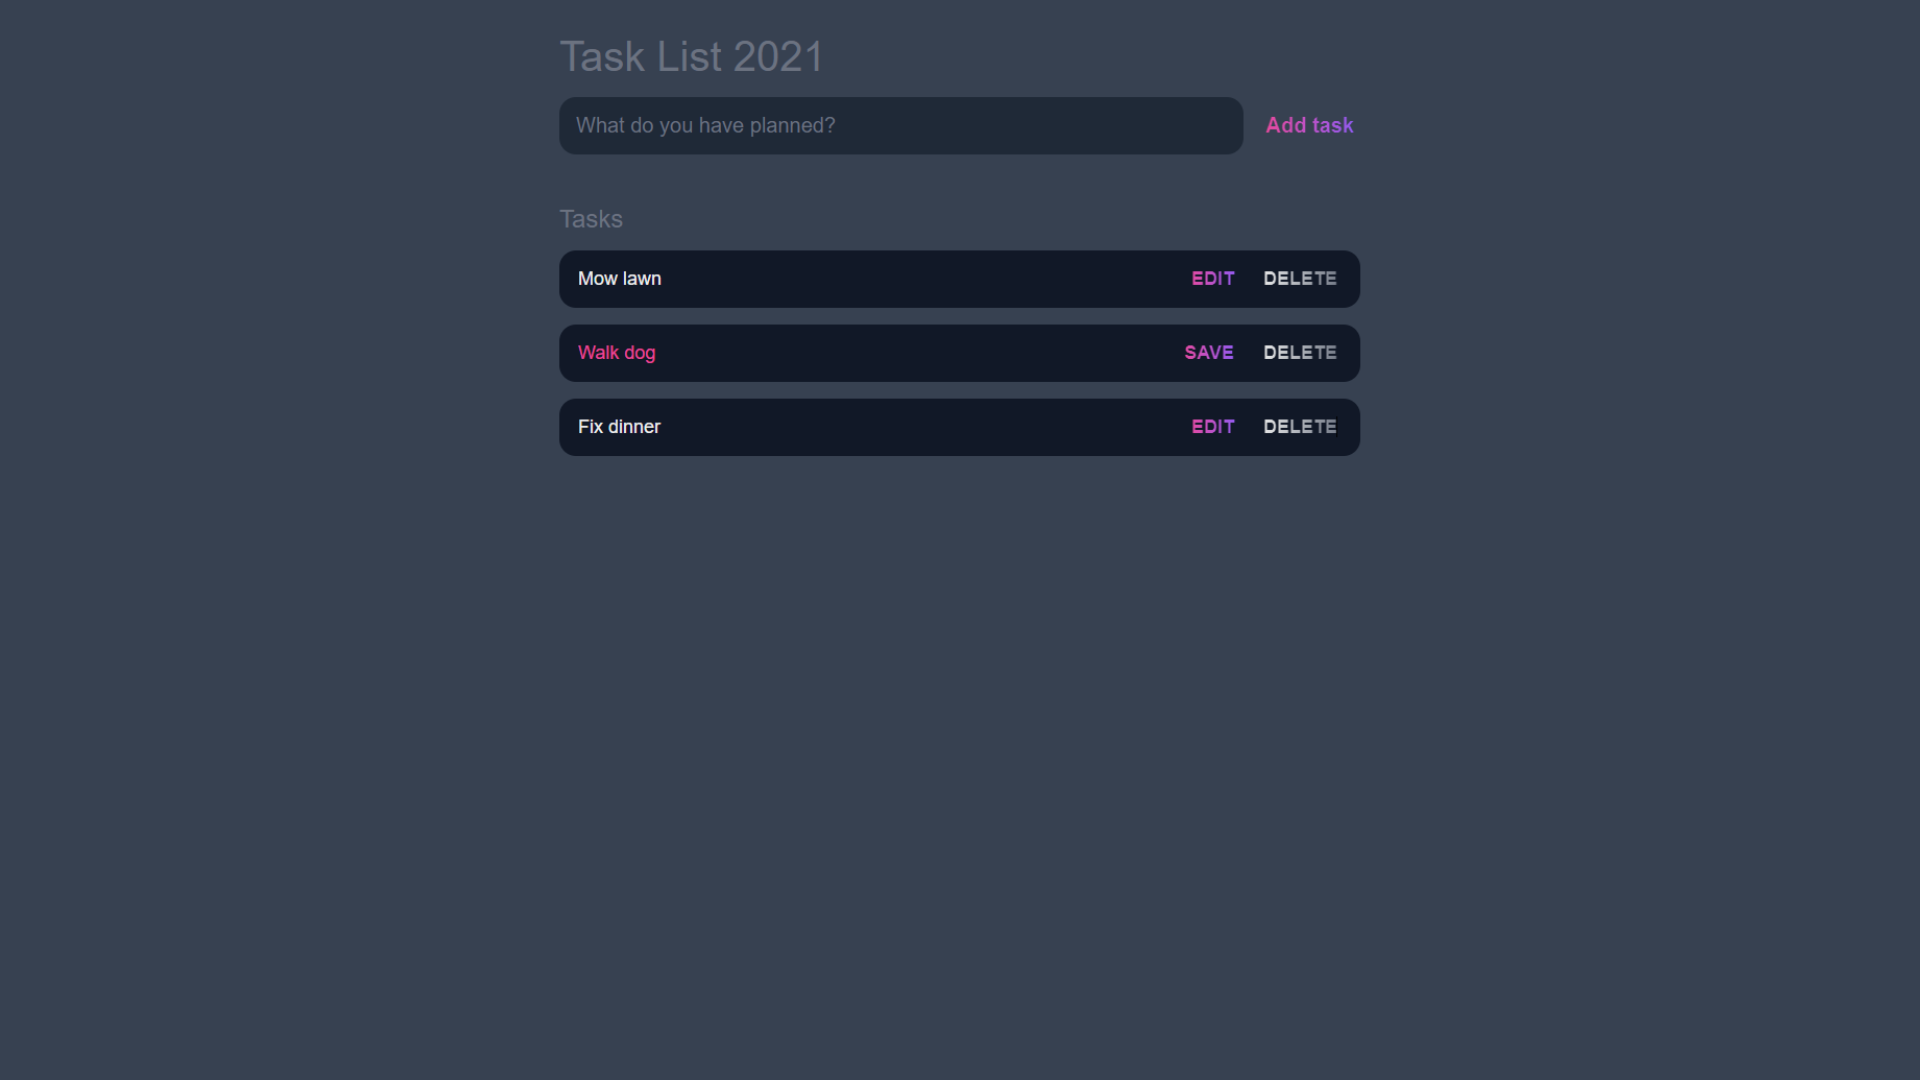 Task List 2021
What do you have planned? Add task
Tasks
Mow lawn EDIT DELETE
Walk dog SAVE DELETE
Fix dinner EDIT DELETE